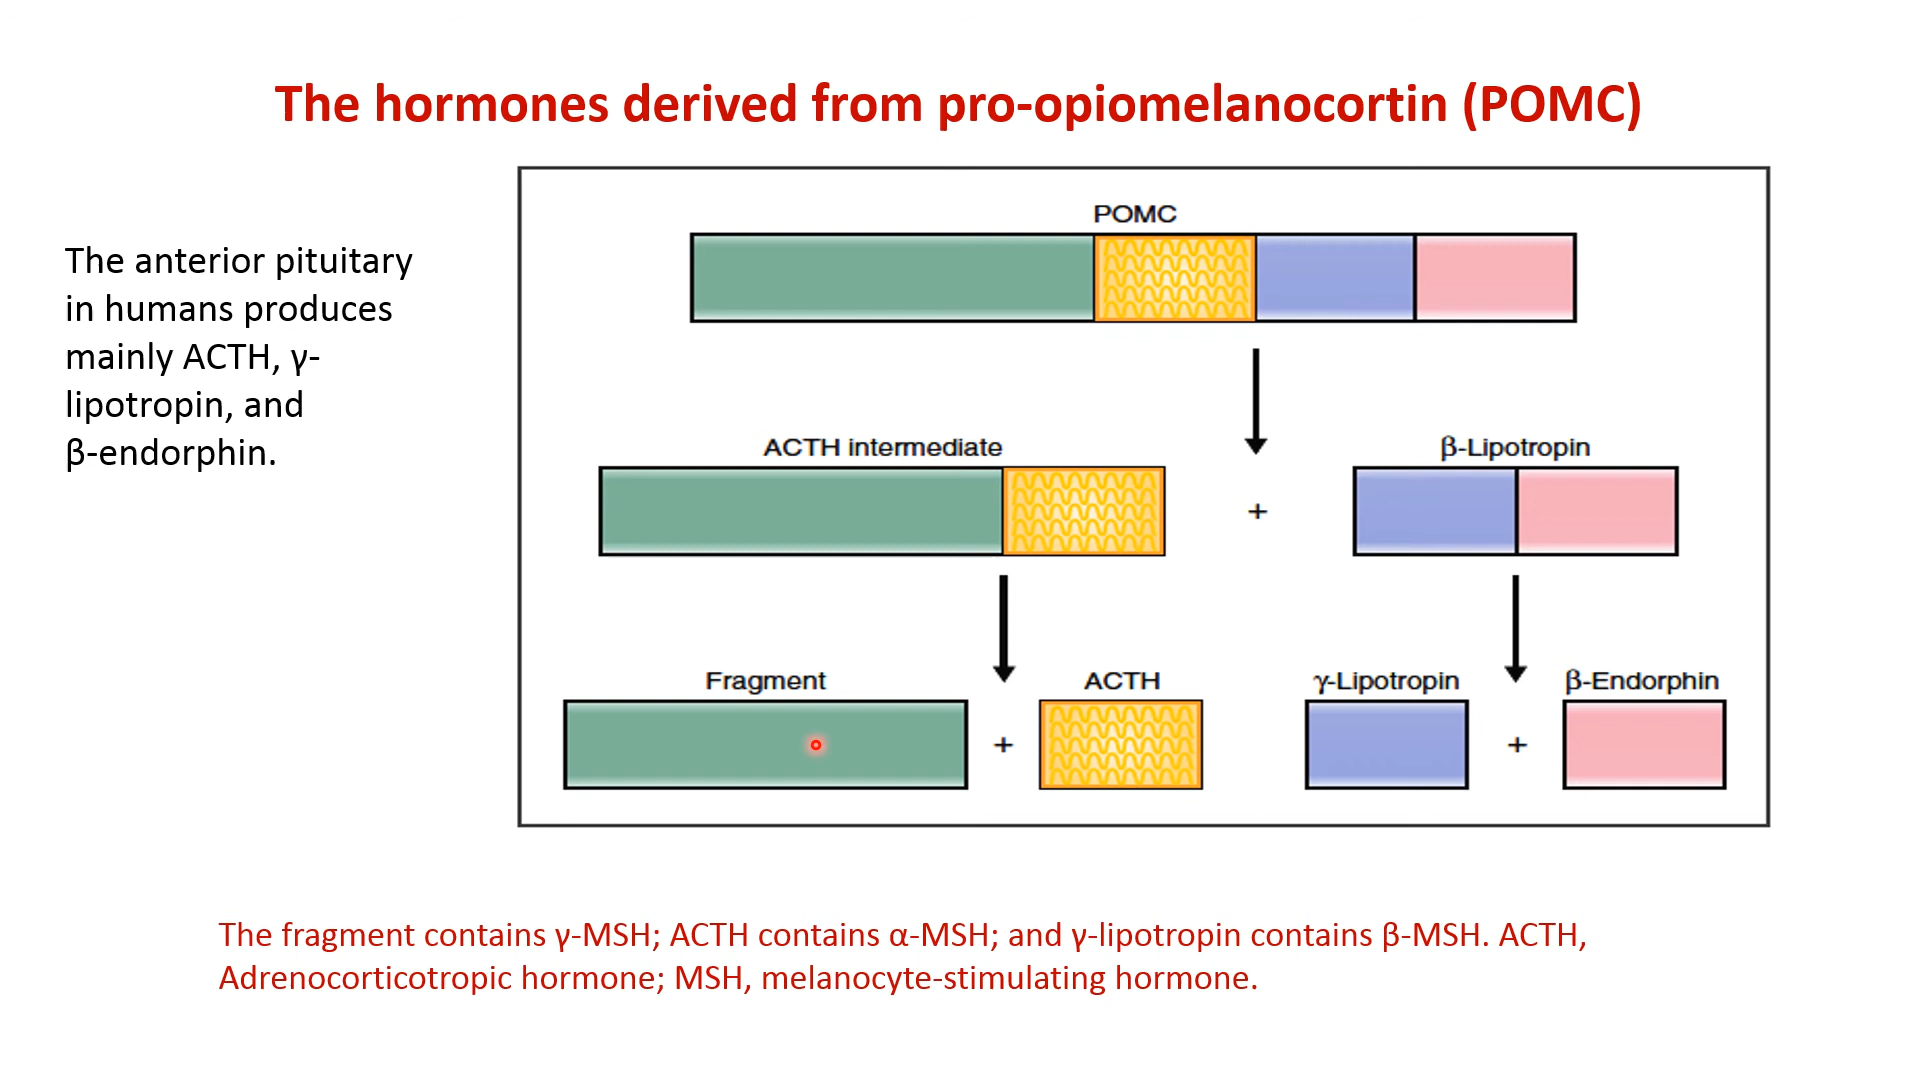 The hormones derived from pro-opiomelanocortin (POMC)
The anterior pituitary
in humans produces
mainly ACTH, γ-
lipotropin, and
β-endorphin.
POMC
ACTH intermediate
β-Lipotropin
+
Fragment
ACTH
γ-Lipotropin
β-Endorphin
+
+
The fragment contains γ-MSH; ACTH contains α-MSH; and γ-lipotropin contains β-MSH. ACTH,
Adrenocorticotropic hormone; MSH, melanocyte-stimulating hormone.